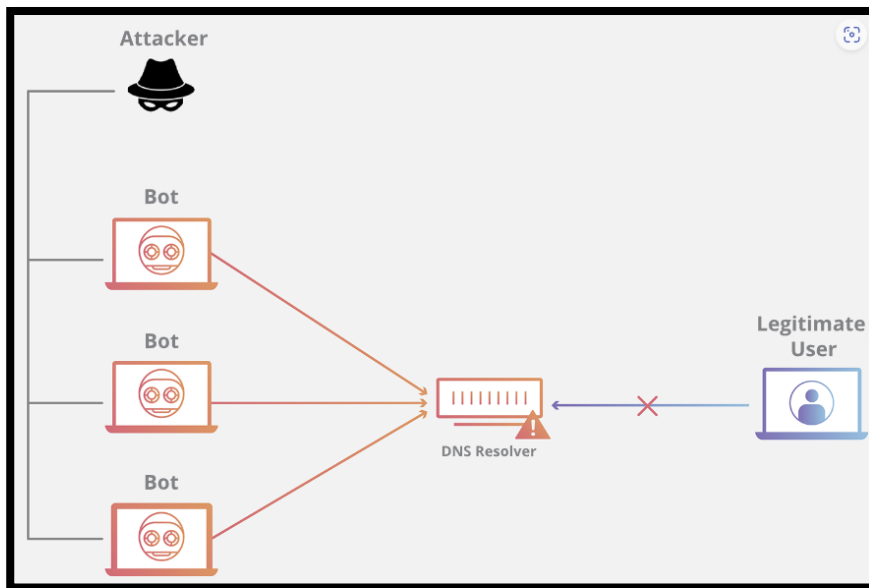 Attacker
Bot
Bot
Legitimate
User
DNS Resolver
Bot